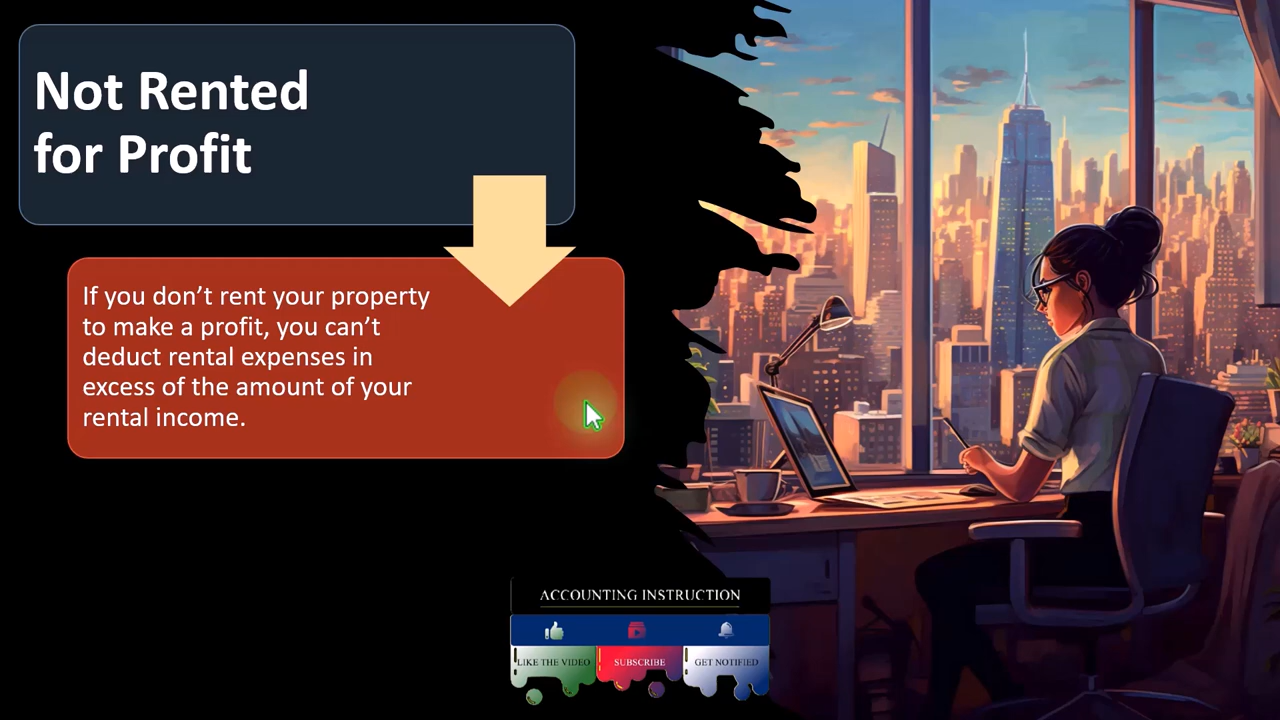 Not Rented
for Profit
If you don’t rent your property
to make a profit, you can’t
deduct rental expenses in
excess of the amount of your
rental income.
ACCOUNTING INSTRUCTION
LIKE THE VIDEO
SUBSCRIBE
GET NOTIFIED